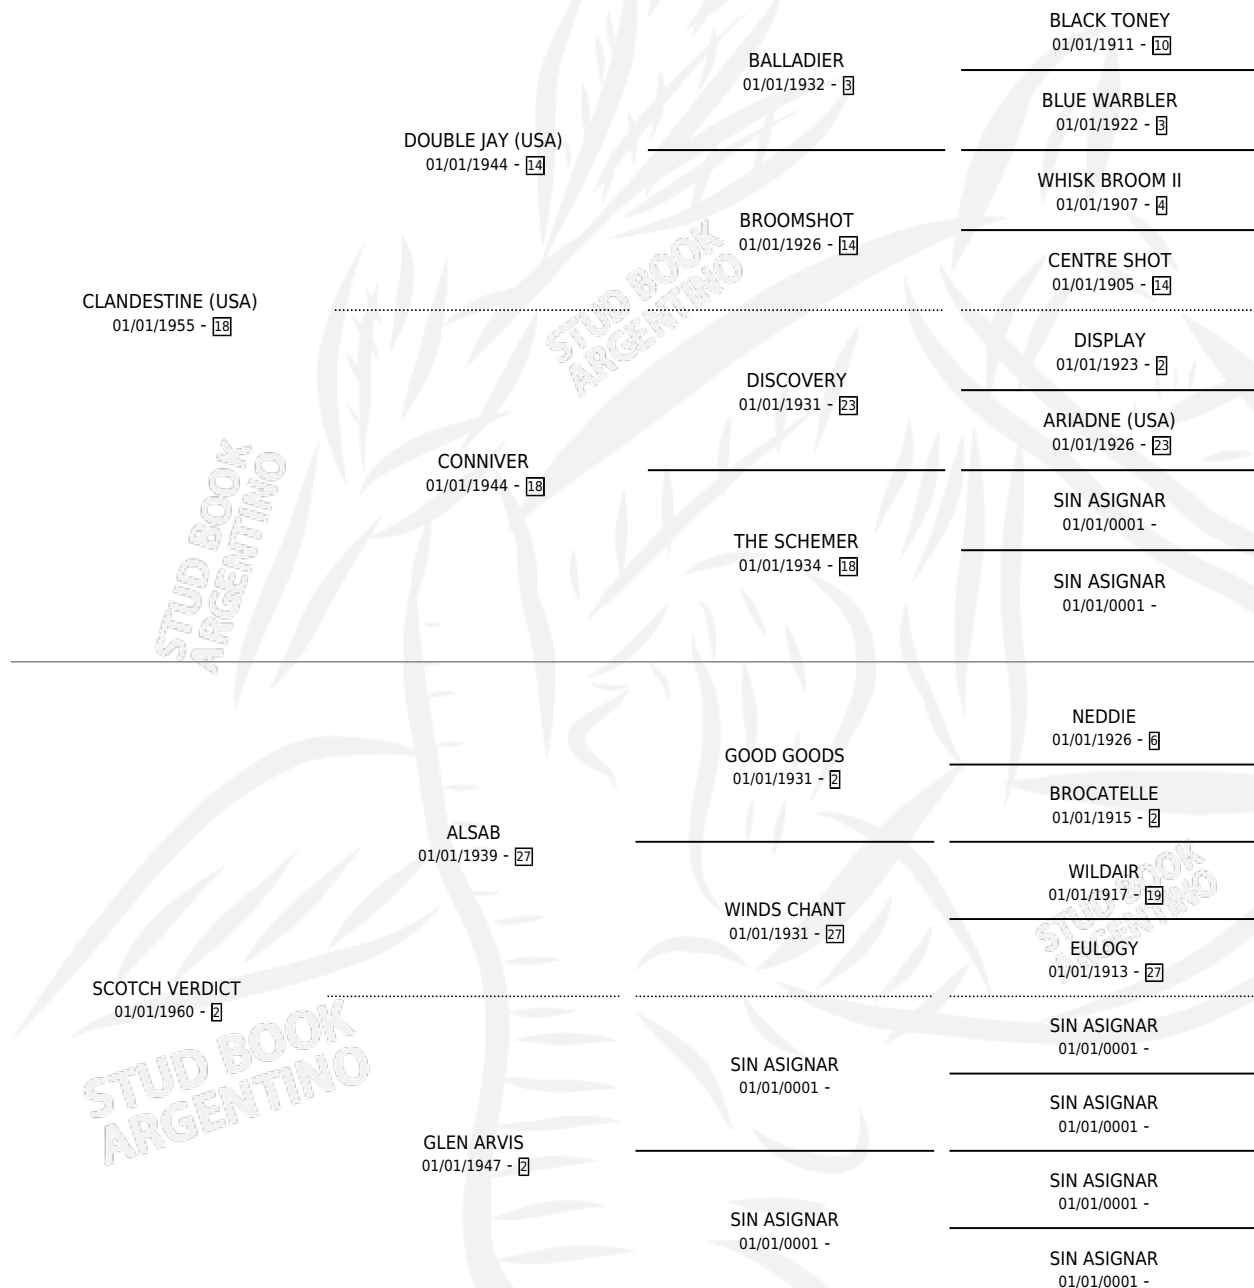 BLACK TONEY
01/01/1911 - 10
BALLADIER
01/01/1932 - 3
BLUE WARBLER
01/01/1922 - 3
DOUBLE JAY (USA)
01/01/1944 - 14
WHISK BROOM II
01/01/1907 - 4
BROOMSHOT
01/01/1926 - 14
CENTRE SHOT
01/01/1905 - 14
CLANDESTINE (USA)
01/01/1955 - 18
DISPLAY
01/01/1923 - 2
DISCOVERY
01/01/1931 - 23
ARIADNE (USA)
01/01/1926 - 23
CONNIVER
01/01/1944 - 18
SIN ASIGNAR
01/01/0001 -
THE SCHEMER
01/01/1934 - 18
SIN ASIGNAR
01/01/0001 -
NEDDIE
01/01/1926 - 6
GOOD GOODS
01/01/1931 - 2
BROCATELLE
01/01/1915 - 2
ALSAB
01/01/1939 - 27
WILDAIR
01/01/1917 - 19
WINDS CHANT
01/01/1931 - 27
EULOGY
01/01/1913 - 27
SCOTCH VERDICT
01/01/1960 - 2
SIN ASIGNAR
01/01/0001 -
SIN ASIGNAR
01/01/0001 -
SIN ASIGNAR
01/01/0001 -
GLEN ARVIS
01/01/1947 - 2
SIN ASIGNAR
01/01/0001 -
SIN ASIGNAR
01/01/0001 -
SIN ASIGNAR
01/01/0001 -
STUD BOOK
ARGENTINO
STUD BOOK
ARGENTINO
STUD BOOK
ARGENTINO
STUD BOOK
ARGENTINO